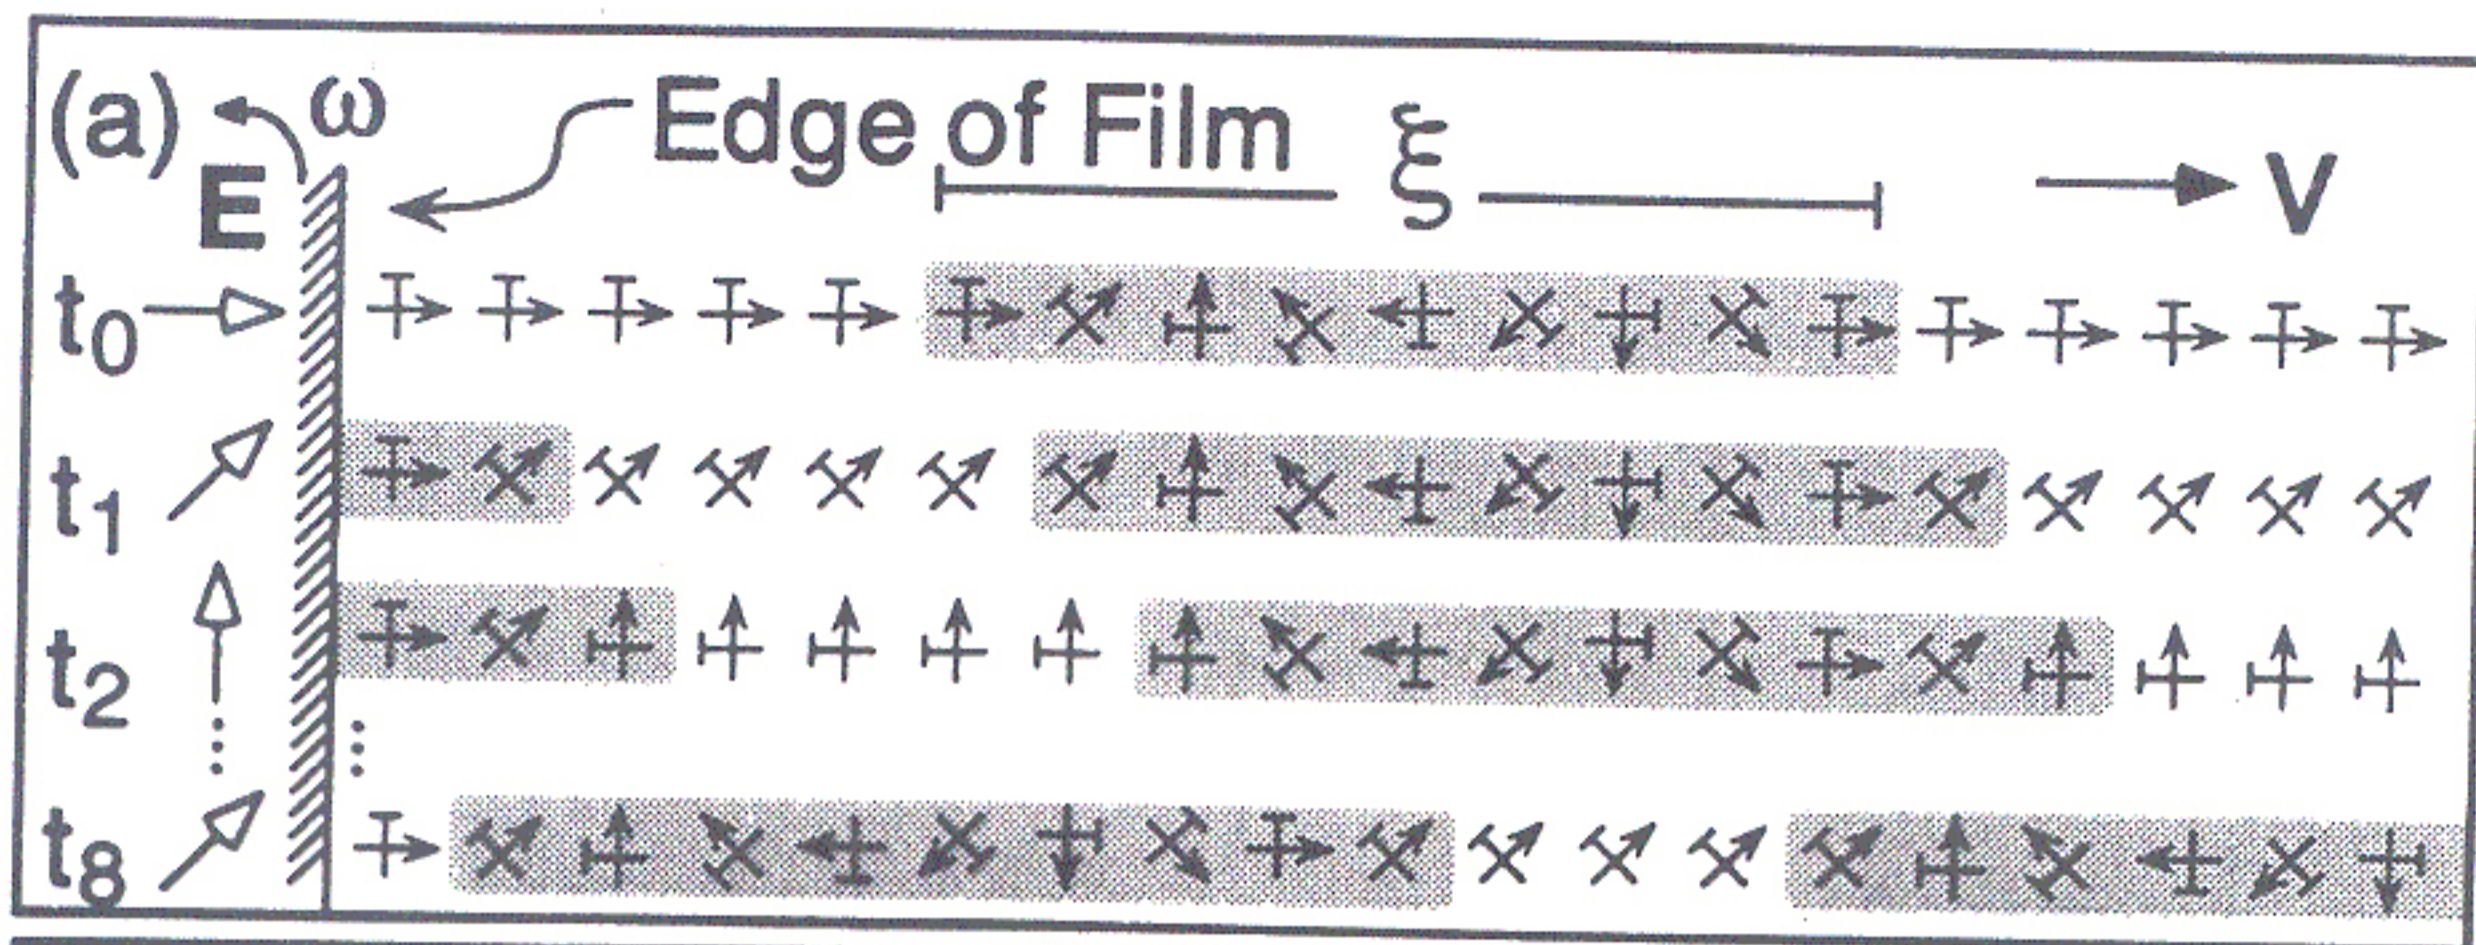 (a) ω Edge of Film ξ V
E
t0
t1
t2
t8